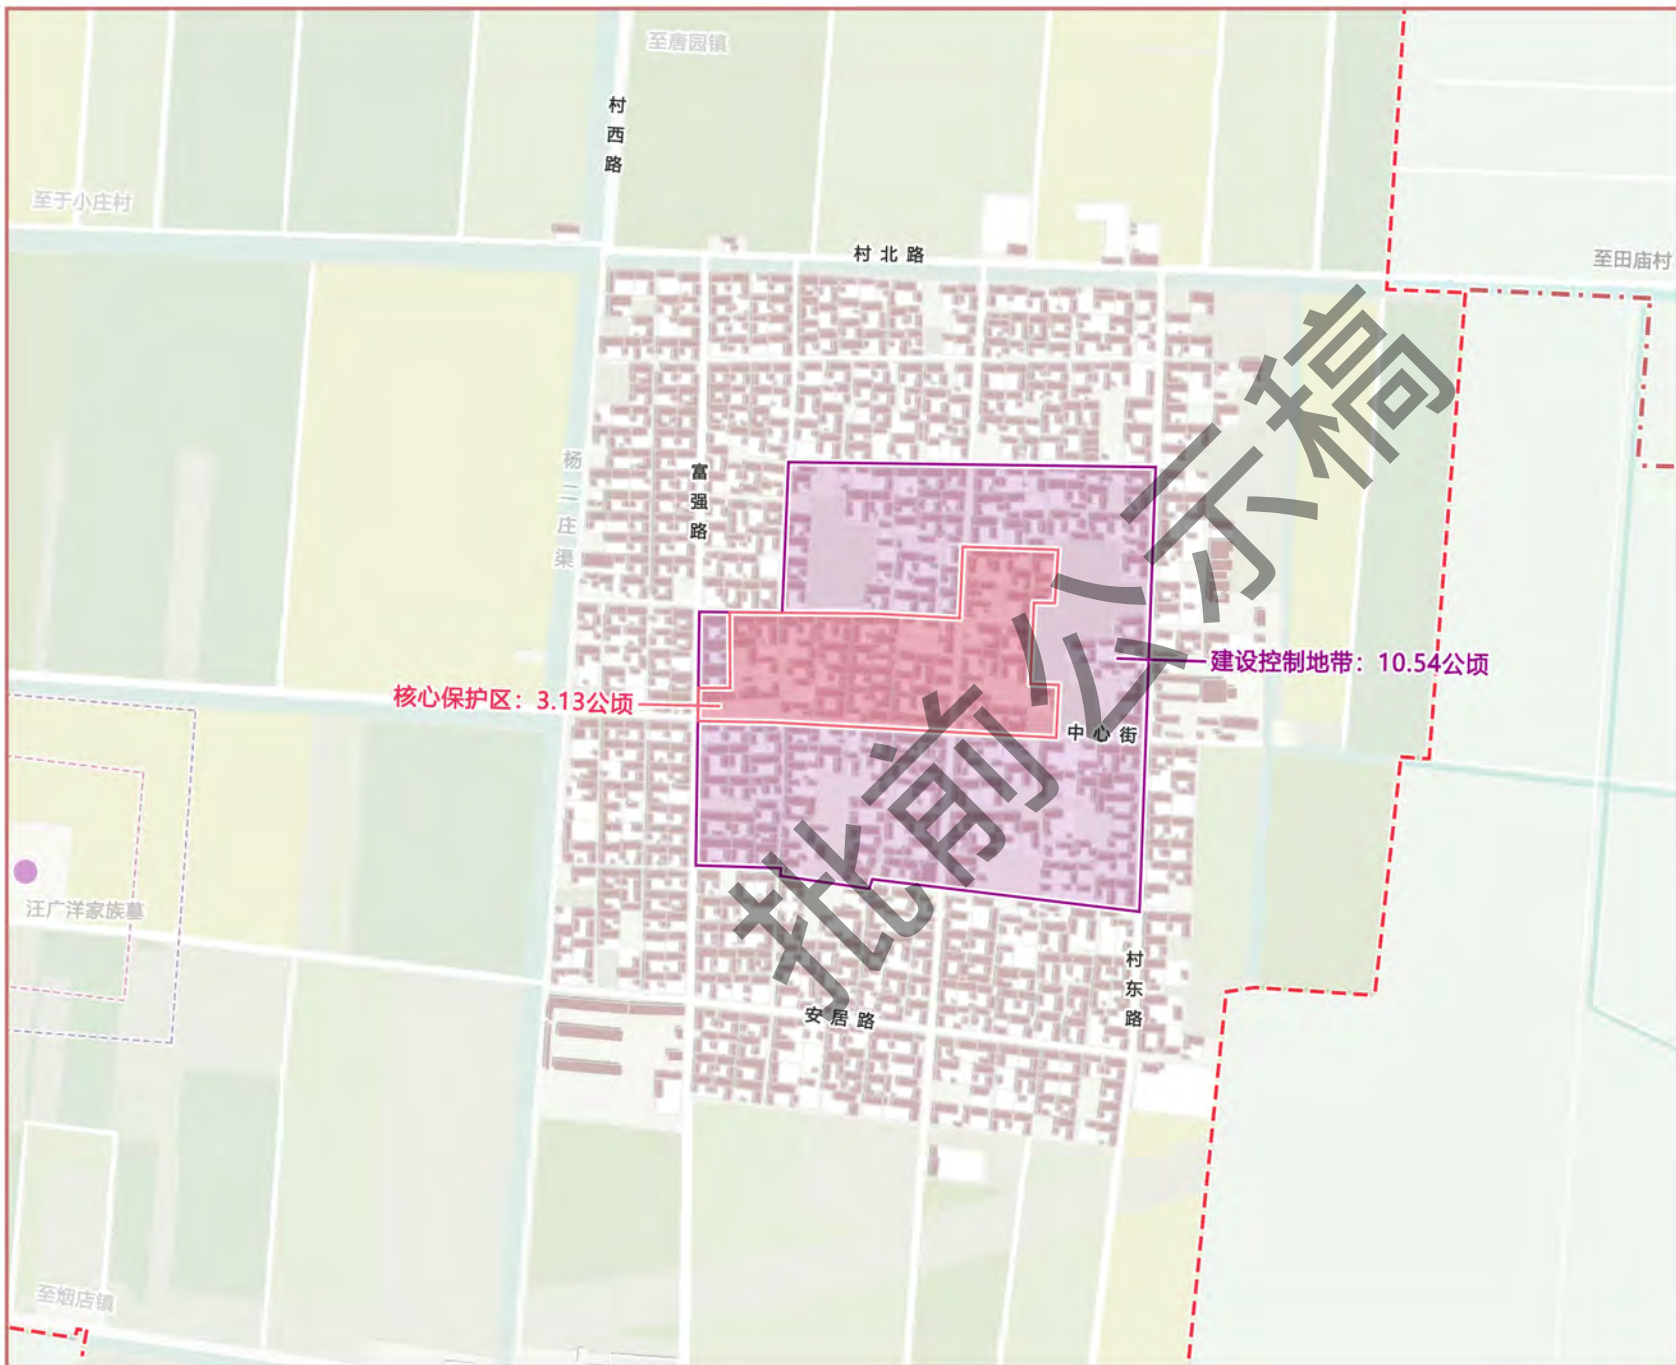 至唐园镇
村西路
至于小庄村
村北路
至田庙村
富强路
杨二庄渠
建设控制地带：10.54公顷
核心保护区：3.13公顷
中心街
汪广洋家族墓
村东路
安居路
至烟店镇
批前公示稿